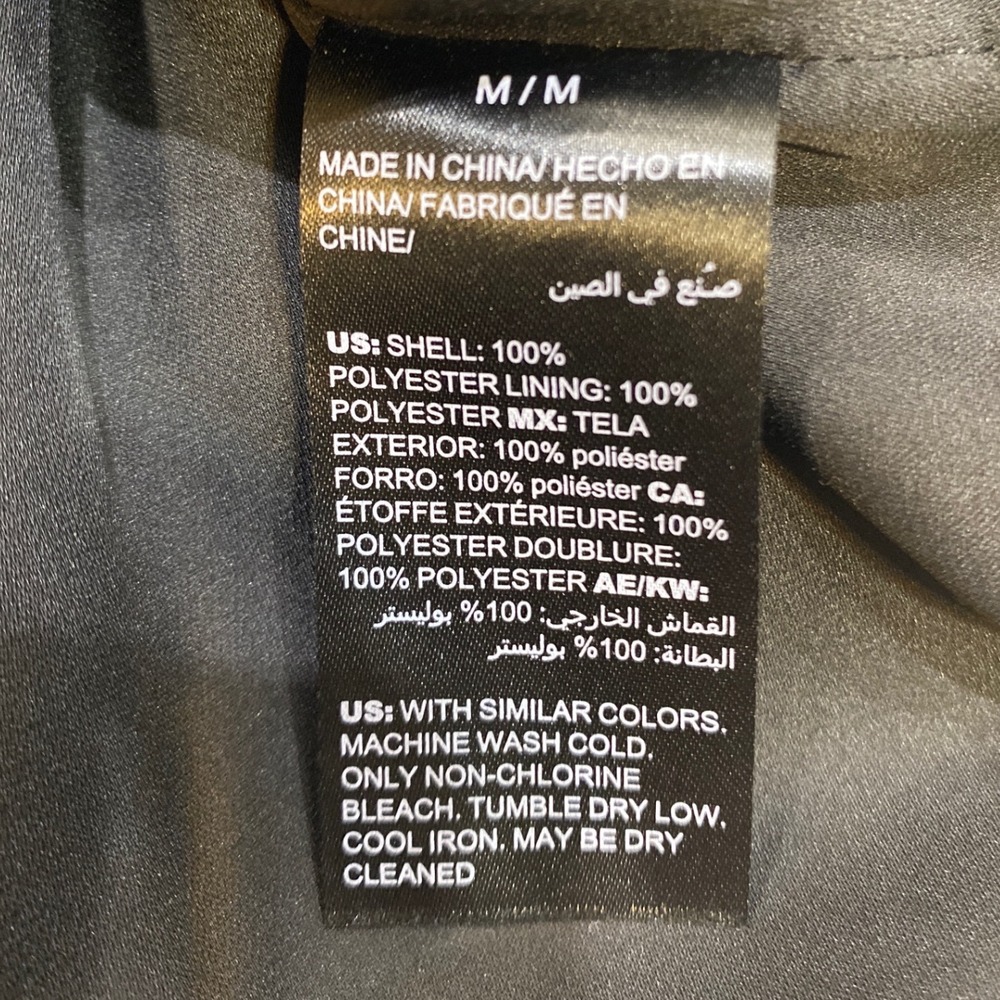 M / M
MADE IN CHINA/ HECHO EN
CHINA/ FABRIQUÉ EN
CHINE/
صُنع في الصين
US: SHELL: 100%
POLYESTER LINING: 100%
POLYESTER MX: TELA
EXTERIOR: 100% poliéster
FORRO: 100% poliéster CA:
ÉTOFFE EXTÉRIEURE: 100%
POLYESTER DOUBLURE:
100% POLYESTER AE/KW:
القماش الخارجي: 100% بوليستر
البطانة: 100% بوليستر
US: WITH SIMILAR COLORS.
MACHINE WASH COLD.
ONLY NON-CHLORINE
BLEACH. TUMBLE DRY LOW.
COOL IRON. MAY BE DRY
CLEANED